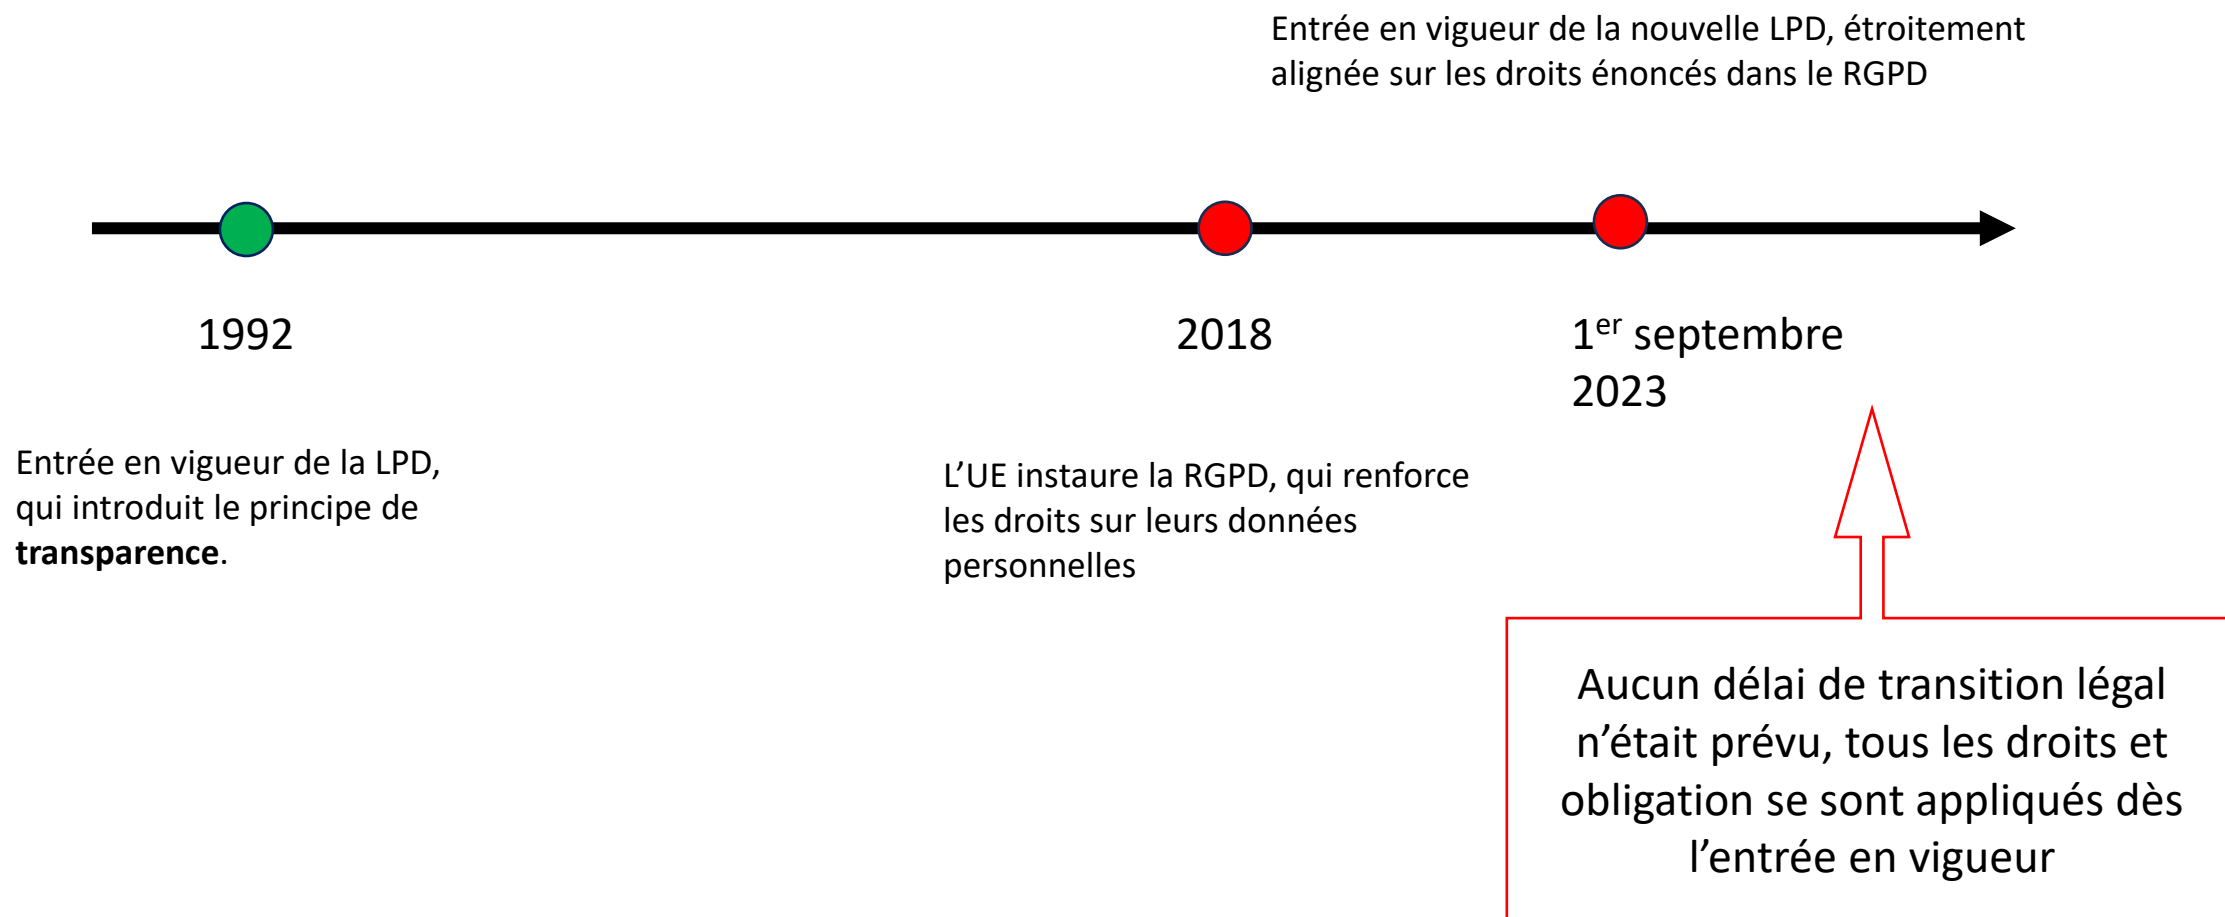 Entrée en vigueur de la nouvelle LPD, étroitement
alignée sur les droits énoncés dans le RGPD
1992
2018
1er septembre
2023
Entrée en vigueur de la LPD,
qui introduit le principe de
transparence.
L’UE instaure la RGPD, qui renforce
les droits sur leurs données
personnelles
Aucun délai de transition légal
n’était prévu, tous les droits et
obligation se sont appliqués dès
l’entrée en vigueur